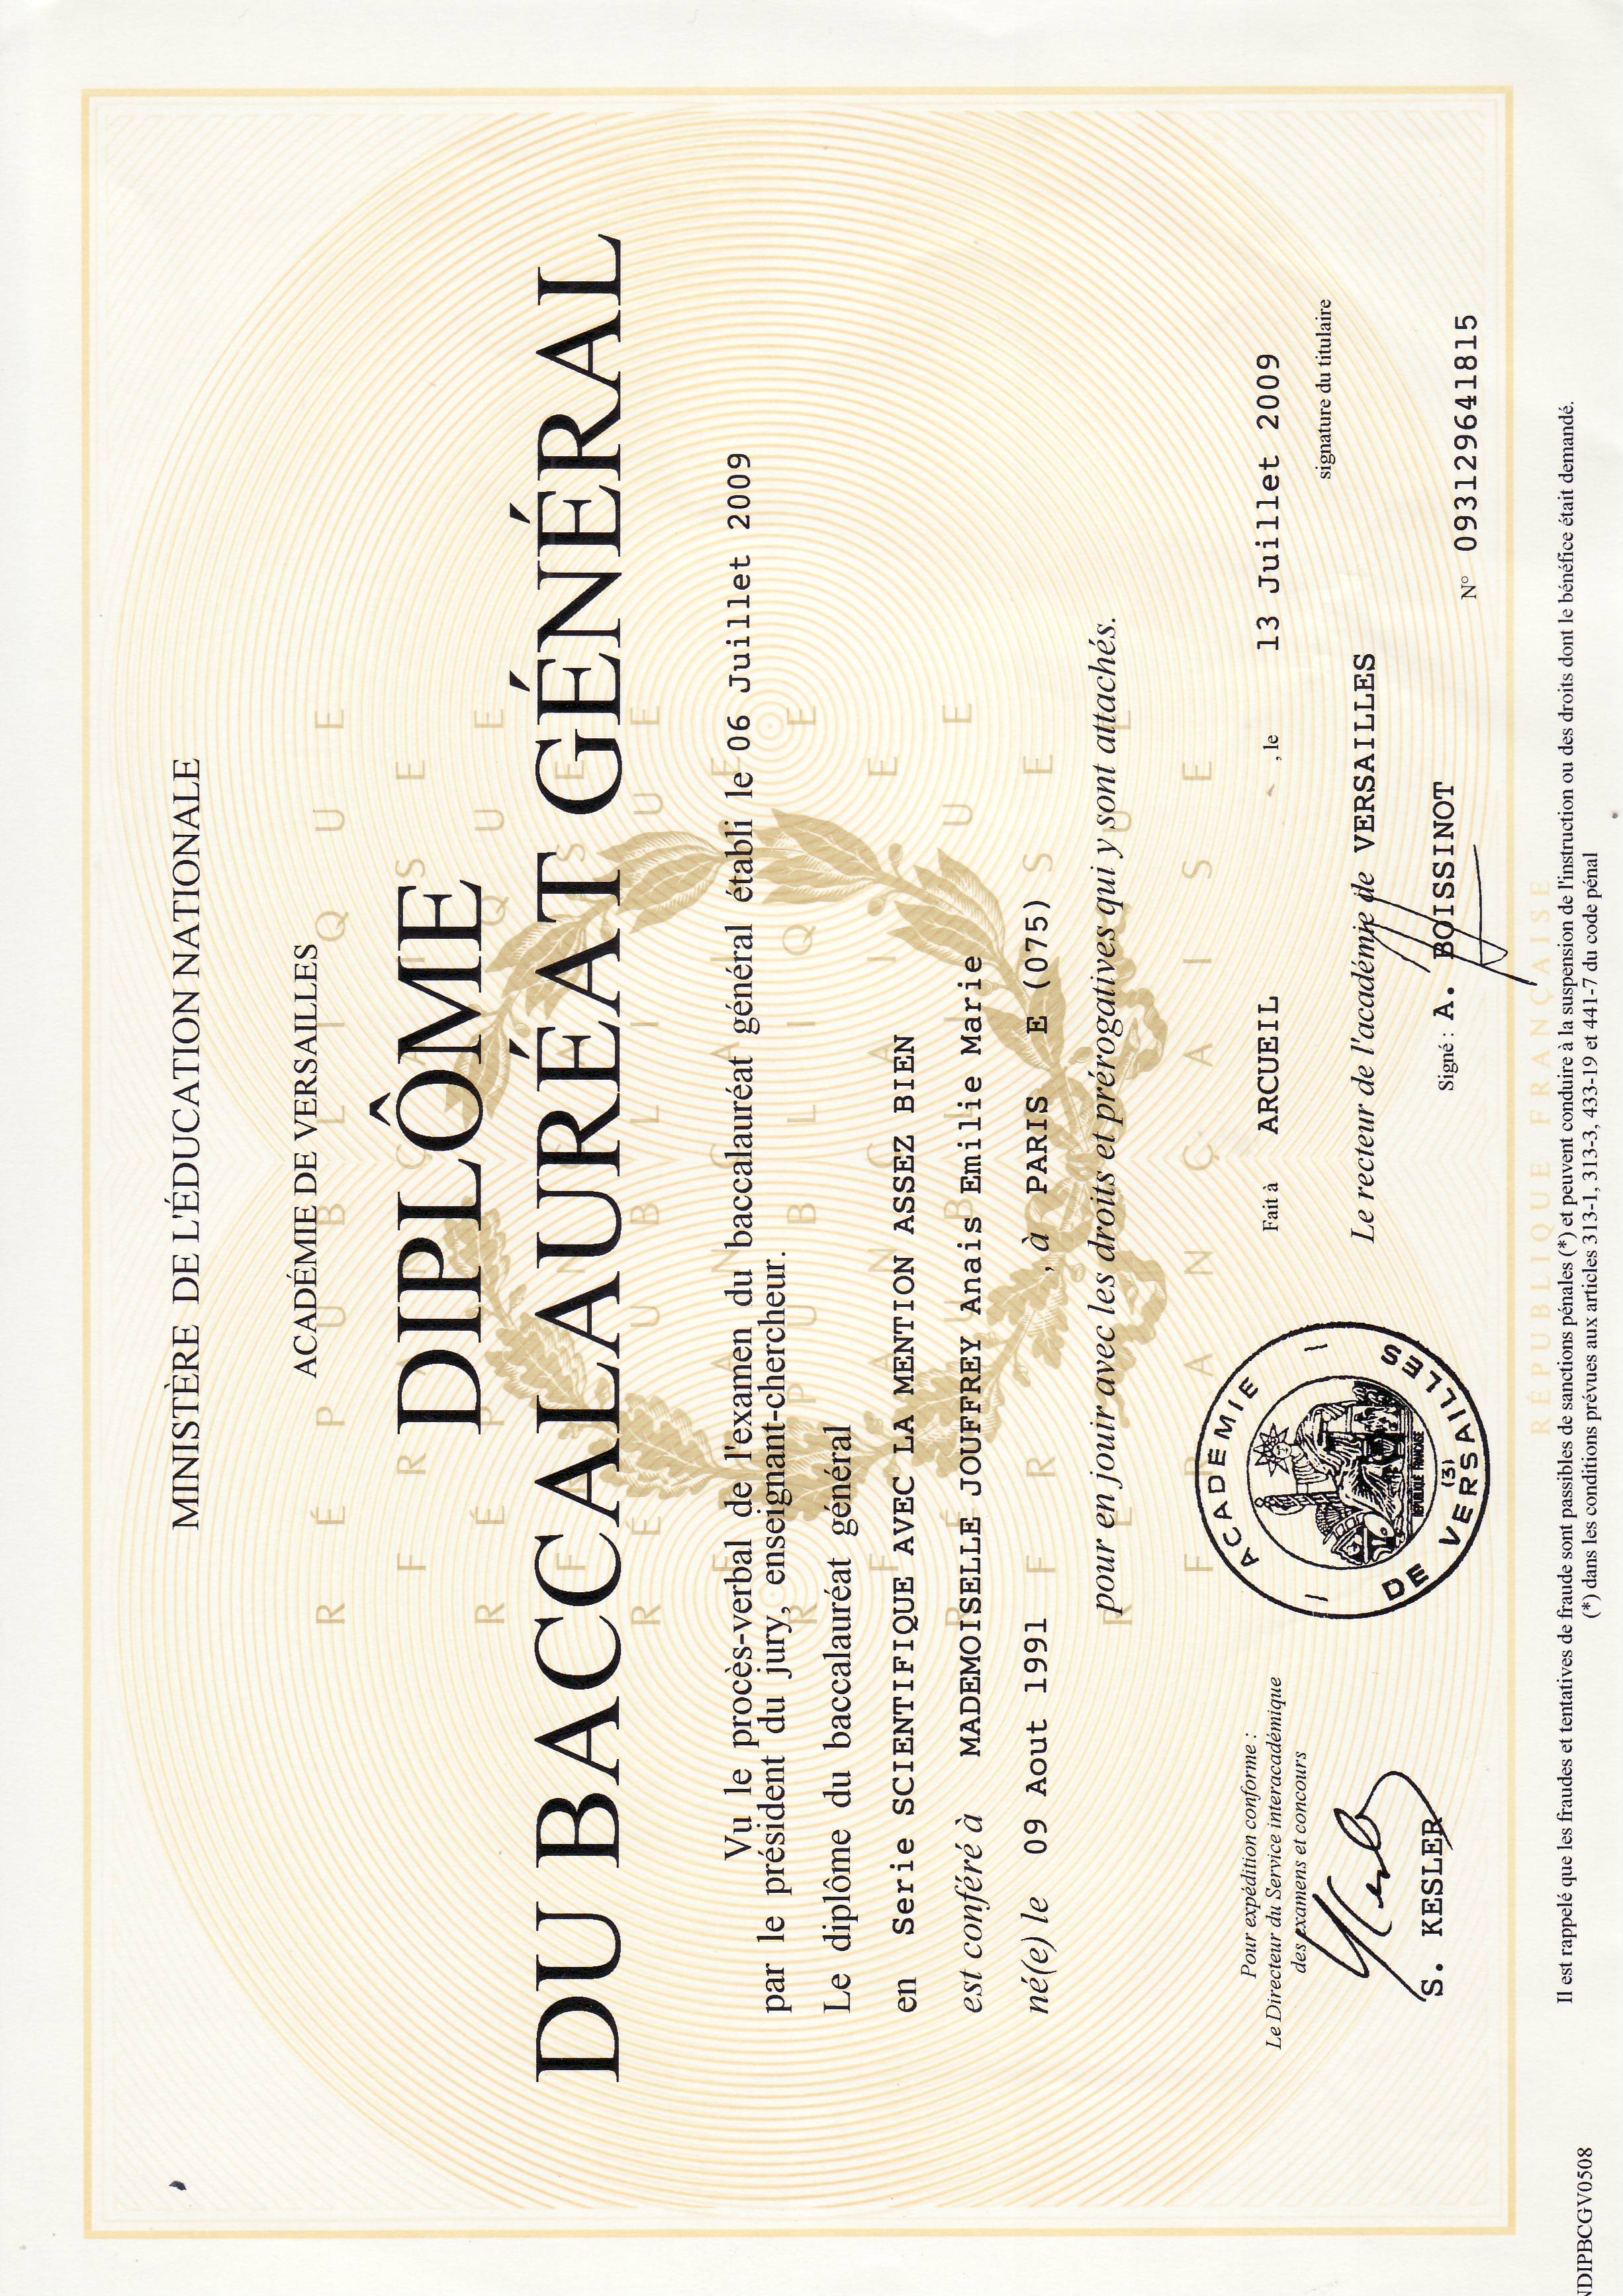 MINISTÈRE DE L'ÉDUCATION NATIONALE
ACADÉMIE DE VERSAILLES
DIPLÔME
DU BACCALAURÉAT GÉNÉRAL
Vu le procès-verbal de l'examen du baccalauréat général établi le 06 Juillet 2009
par le président du jury, enseignant-chercheur.
Le diplôme du baccalauréat général
en Serie SCIENTIFIQUE AVEC LA MENTION ASSEZ BIEN
est conféré à MADEMOISELLE JOUFFREY Anais Emilie Marie
né(e) le 09 Aout 1991 , à PARIS E (075)
pour en jouir avec les droits et prérogatives qui y sont attachés.
Fait à ARCUEIL , le 13 Juillet 2009
Pour expédition conforme :
Le Directeur du Service interacadémique
des examens et concours
S. KESLER
ACADÉMIE
DE VERSAILLES
(3)
RÉPUBLIQUE FRANÇAISE
Le recteur de l'académie de VERSAILLES
Signé : A. BOISSINOT
signature du titulaire
N° 093129641815
RÉPUBLIQUE FRANÇAISE
Il est rappelé que les fraudes et tentatives de fraude sont passibles de sanctions pénales (*) et peuvent conduire à la suspension de l'instruction ou des droits dont le bénéfice était demandé.
(*) dans les conditions prévues aux articles 313-1, 313-3, 433-19 et 441-7 du code pénal
NDIPBCGV0508